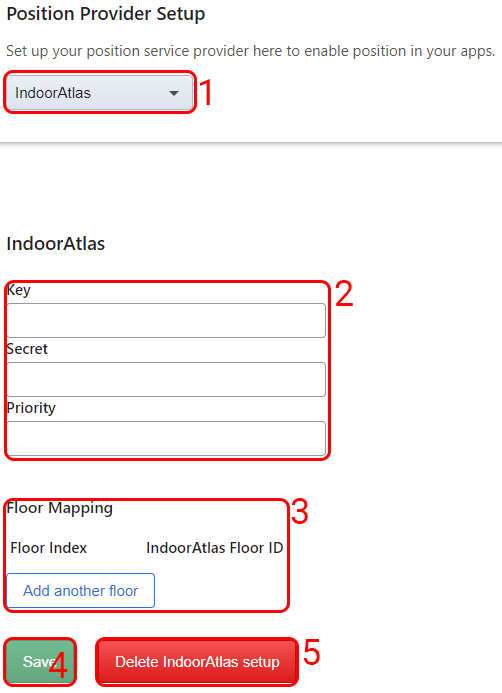 Position Provider Setup
Set up your position service provider here to enable position in your apps.
IndoorAtlas 1
IndoorAtlas
Key 2
Secret
Priority
Floor Mapping 3
Floor Index IndoorAtlas Floor ID
Add another floor
Save 4 Delete IndoorAtlas setup 5